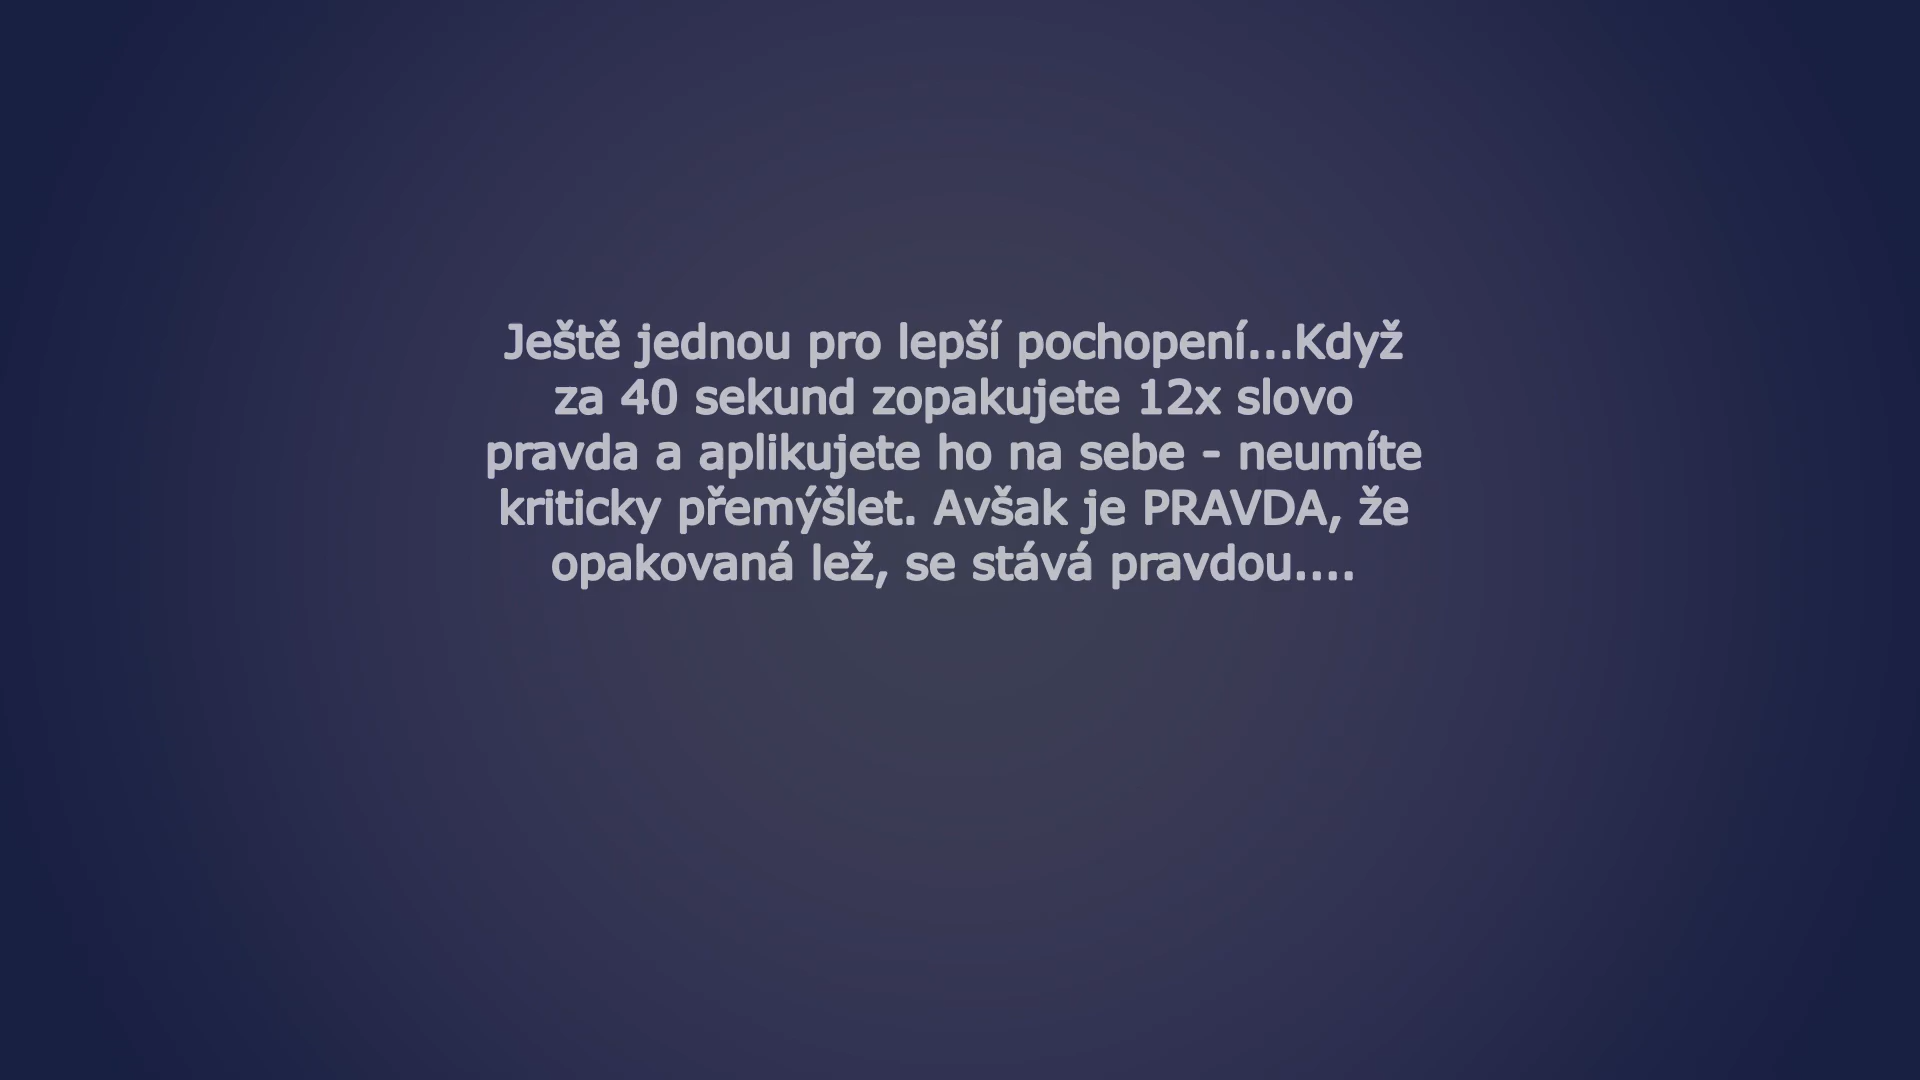 Ještě jednou pro lepší pochopení...Když
za 40 sekund zopakujete 12x slovo
pravda a aplikujete ho na sebe - neumíte
kriticky přemýšlet. Avšak je PRAVDA, že
opakovaná lež, se stává pravdou....